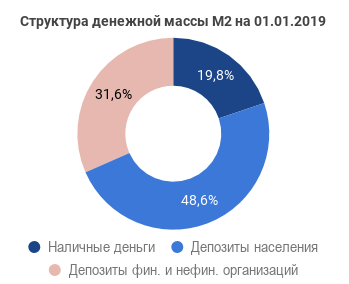 Структура денежной массы М2 на 01.01.2019
19,8%
31,6%
48,6%
Наличные деньги
Депозиты населения
Депозиты фин. и нефин. организаций